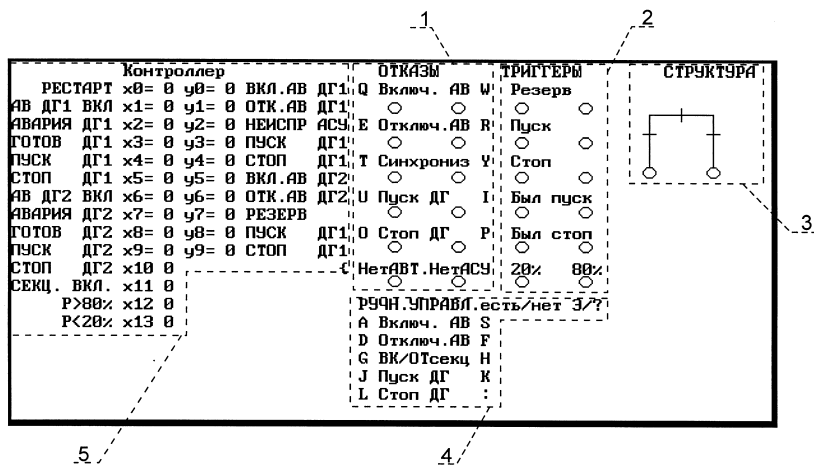 1
2
Контроллер
РЕСТАРТ x0= 0 y0= 0 ВКЛ.АВ ДГ1
АВ ДГ1 ВКЛ x1= 0 y1= 0 ОТК.АВ ДГ1
АВАРИЯ ДГ1 x2= 0 y2= 0 НЕИСПР АСУ
ГОТОВ ДГ1 x3= 0 y3= 0 ПУСК ДГ1
ПУСК ДГ1 x4= 0 y4= 0 СТОП ДГ1
СТОП ДГ1 x5= 0 y5= 0 ВКЛ.АВ ДГ2
АВ ДГ2 ВКЛ x6= 0 y6= 0 ОТК.АВ ДГ2
АВАРИЯ ДГ2 x7= 0 y7= 0 РЕЗЕРВ
ГОТОВ ДГ2 x8= 0 y8= 0 ПУСК ДГ1
ПУСК ДГ2 x9= 0 y9= 0 СТОП ДГ1
СТОП ДГ2 x10 0
СЕКЦ. ВКЛ. x11 0
P>80% x12 0
P<20% x13 0
ОТКАЗЫ
Q Включ. АВ W
E Отключ.АВ R
T Синхрониз Y
U Пуск ДГ I
O Стоп ДГ P
{ НетАВТ.НетАСУ
ТРИГГЕРЫ
Резерв
Пуск
Стоп
Был пуск
Был стоп
20% 80%
СТРУКТУРА
3
РУЧН.УПРАВЛ.есть/нет З/?
A Включ. АВ S
D Отключ.АВ F
G ВК/ОТсекц H
J Пуск ДГ K
L Стоп ДГ :
5
4